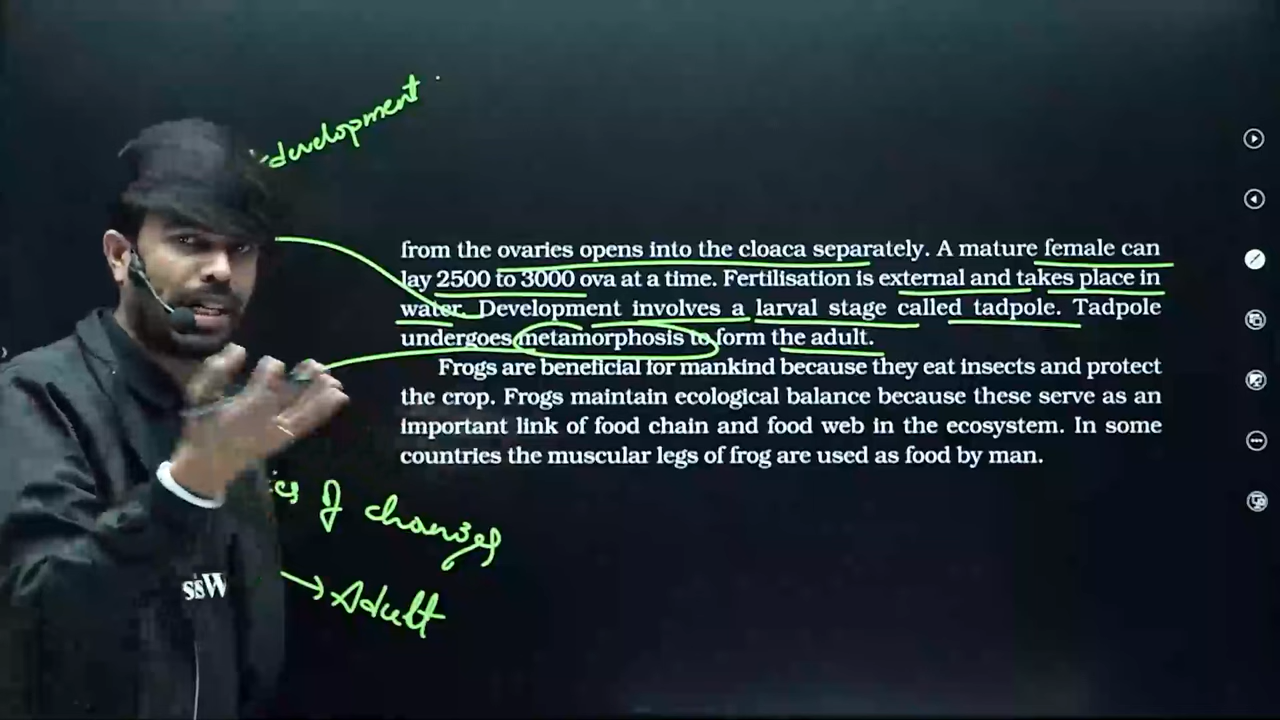 development
from the ovaries opens into the cloaca separately. A mature female can
lay 2500 to 3000 ova at a time. Fertilisation is external and takes place in
water. Development involves a larval stage called tadpole. Tadpole
undergoes metamorphosis to form the adult.
Frogs are beneficial for mankind because they eat insects and protect
the crop. Frogs maintain ecological balance because these serve as an
important link of food chain and food web in the ecosystem. In some
countries the muscular legs of frog are used as food by man.
of changes
→ Adult